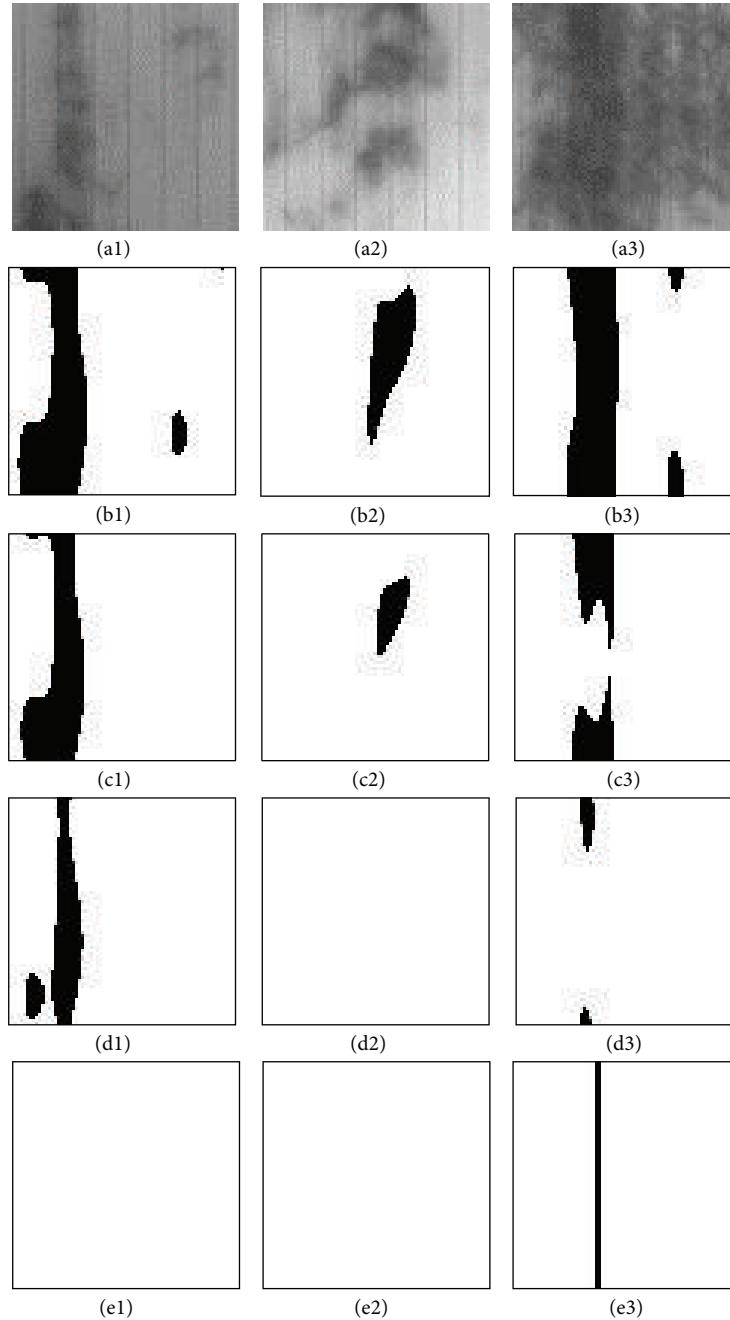 (a1) (a2) (a3)
(b1) (b2) (b3)
(c1) (c2) (c3)
(d1) (d2) (d3)
(e1) (e2) (e3)